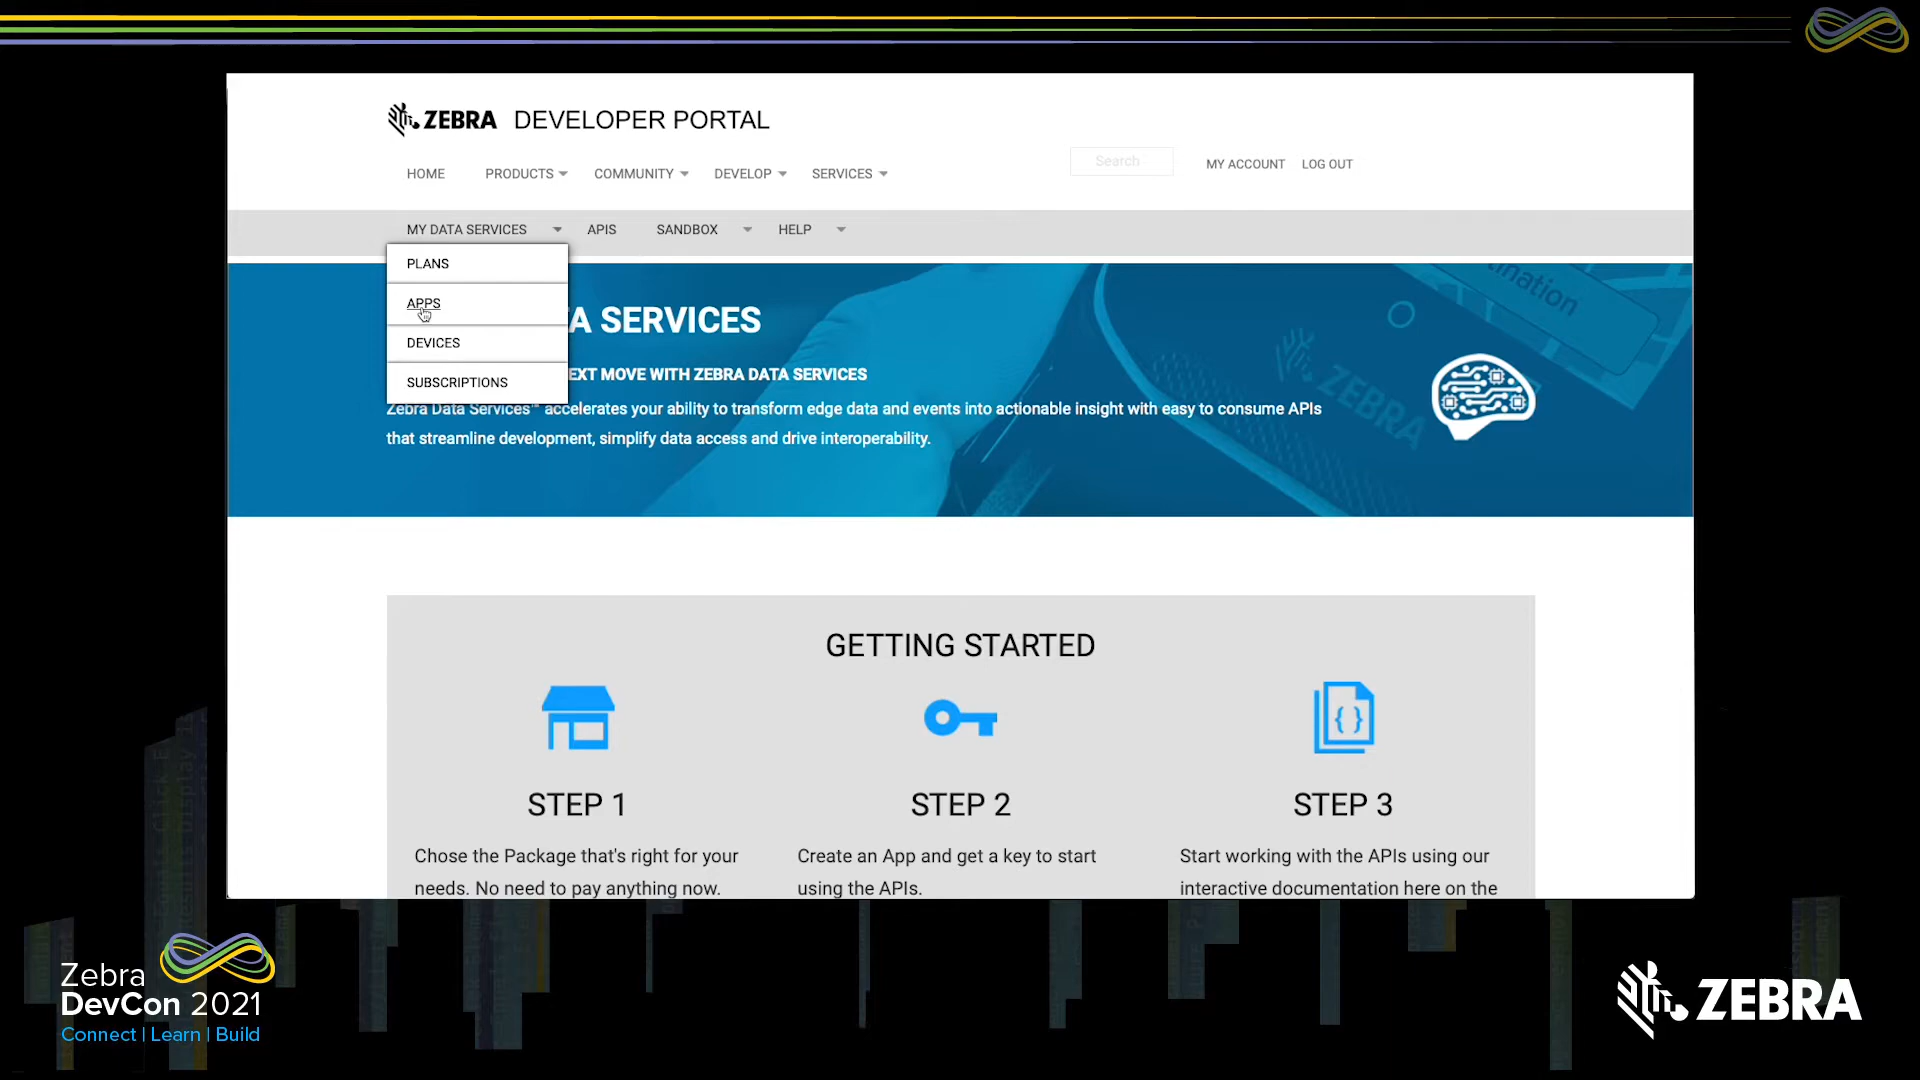 ZEBRA DEVELOPER PORTAL
HOME PRODUCTS COMMUNITY DEVELOP SERVICES
Search
MY ACCOUNT LOG OUT
MY DATA SERVICES APIS SANDBOX HELP
PLANS
APPS
DEVICES
SUBSCRIPTIONS
A SERVICES
EXT MOVE WITH ZEBRA DATA SERVICES
Zebra Data Services™ accelerates your ability to transform edge data and events into actionable insight with easy to consume APIs
that streamline development, simplify data access and drive interoperability.
ZEBRA
GETTING STARTED
STEP 1
Chose the Package that's right for your
needs. No need to pay anything now.
STEP 2
Create an App and get a key to start
using the APIs.
STEP 3
Start working with the APIs using our
interactive documentation here on the
Zebra
DevCon 2021
Connect | Learn | Build
ZEBRA